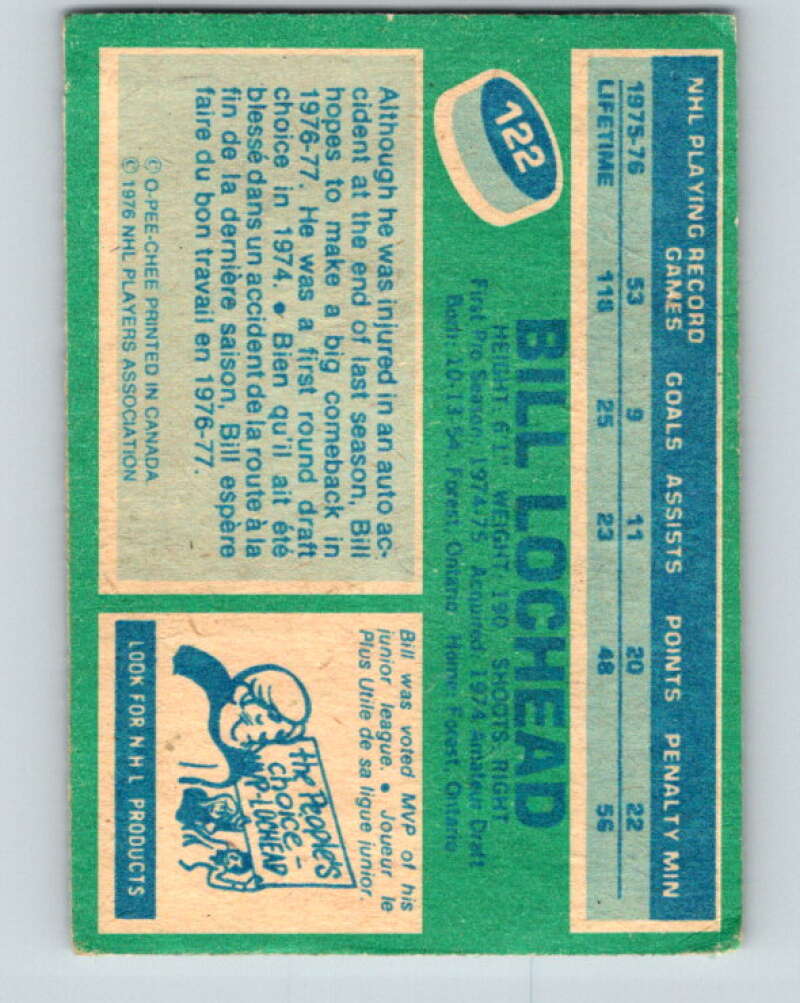 NHL PLAYING RECORD
GAMES GOALS ASSISTS POINTS PENALTY MIN
1975-76 53 9 11 20 22
LIFETIME 118 25 23 48 56
122
BILL LOCHEAD
HEIGHT: 6'1" WEIGHT: 190 SHOOTS: RIGHT
First Pro Season: 1974-75 Acquired: 1974 Amateur Draft
Born: 10-13-54, Forest, Ontario Home: Forest, Ontario
Although he was injured in an auto ac-
cident at the end of last season, Bill
hopes to make a big comeback in
1976-77. He was a first round draft
choice in 1974. • Bien qu'il ait été
blessé dans un accident de la route à la
fin de la dernière saison, Bill espère
faire du bon travail en 1976-77.
© O-PEE-CHEE PRINTED IN CANADA
© 1976 NHL PLAYERS ASSOCIATION
Bill was voted MVP of his
junior league. • Joueur le
Plus Utile de sa ligue junior.
the People's
choice -
LOCHEAD
LOOK FOR NHL PRODUCTS